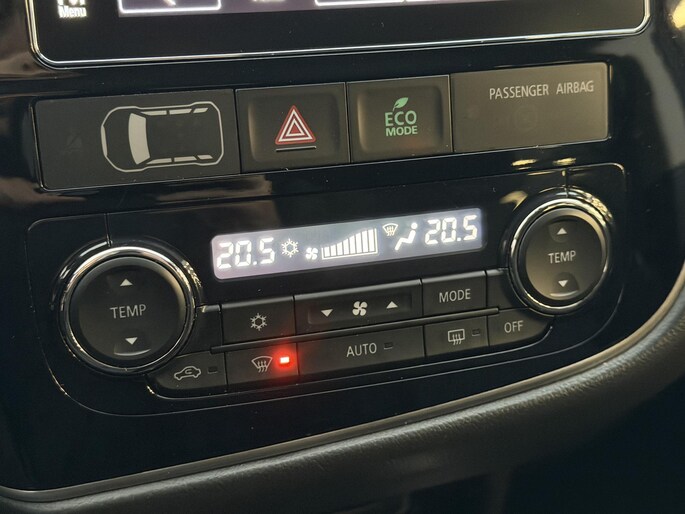 Menu
ECO
MODE
PASSENGER AIRBAG
20.5
20.5
TEMP
MODE
TEMP
AUTO
OFF